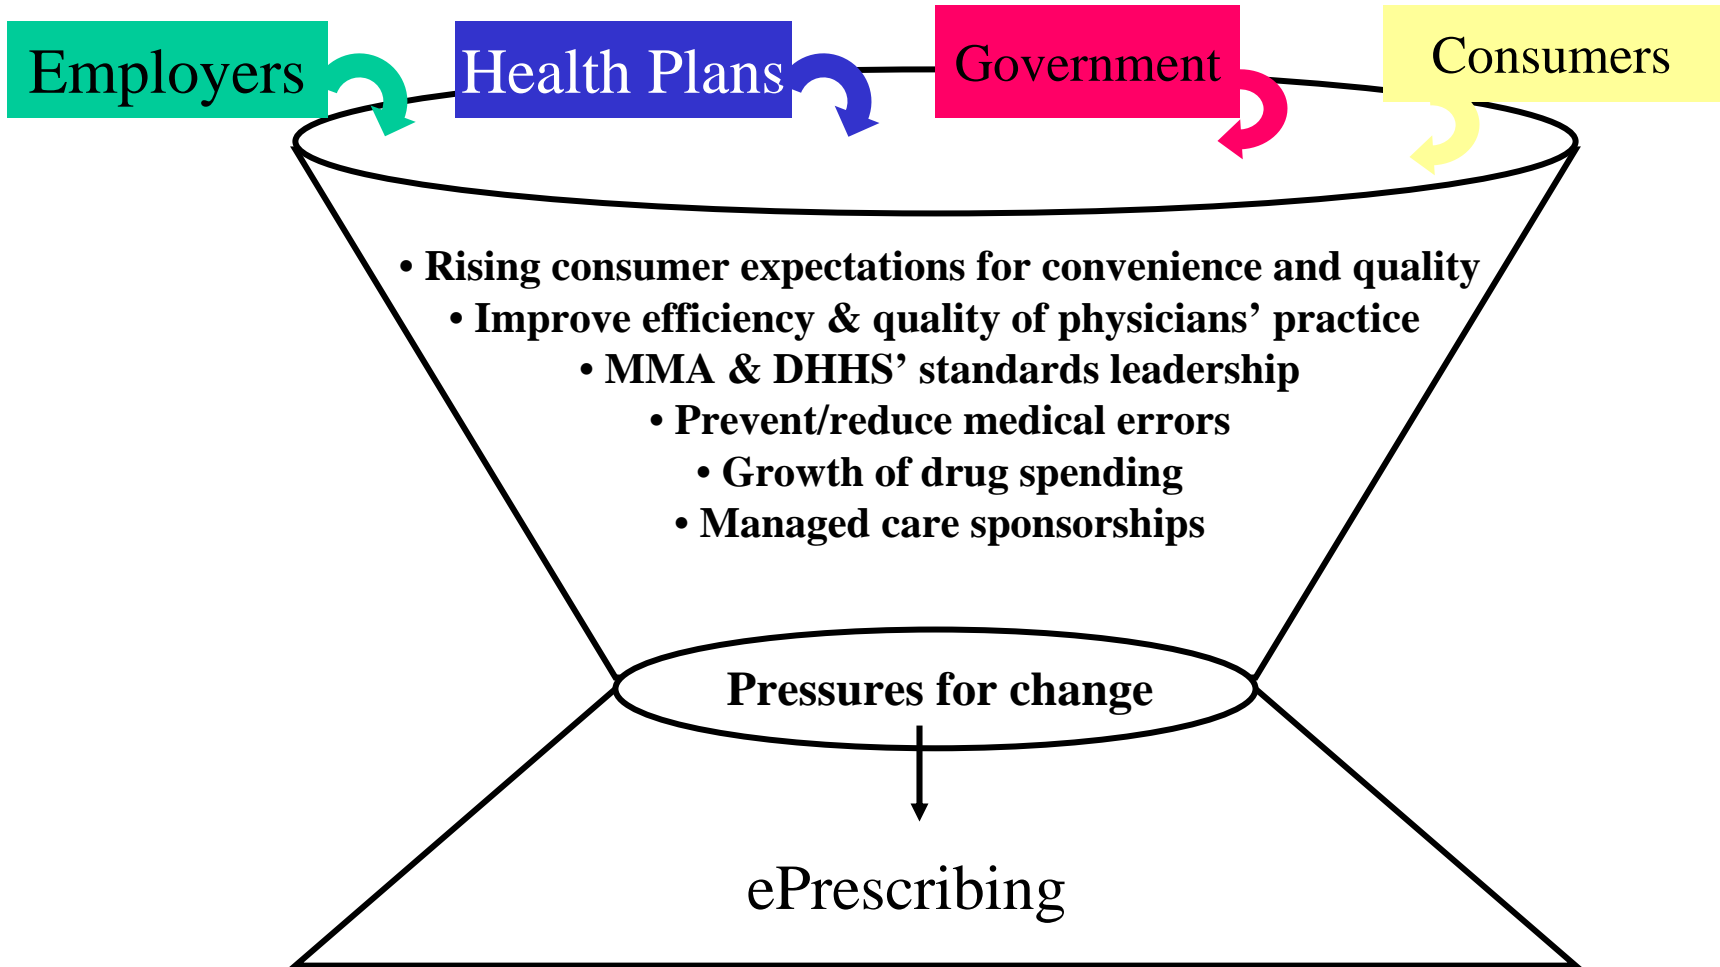 Employers
Health Plans
Government
Consumers
• Rising consumer expectations for convenience and quality
• Improve efficiency & quality of physicians’ practice
• MMA & DHHS’ standards leadership
• Prevent/reduce medical errors
• Growth of drug spending
• Managed care sponsorships
Pressures for change
ePrescribing